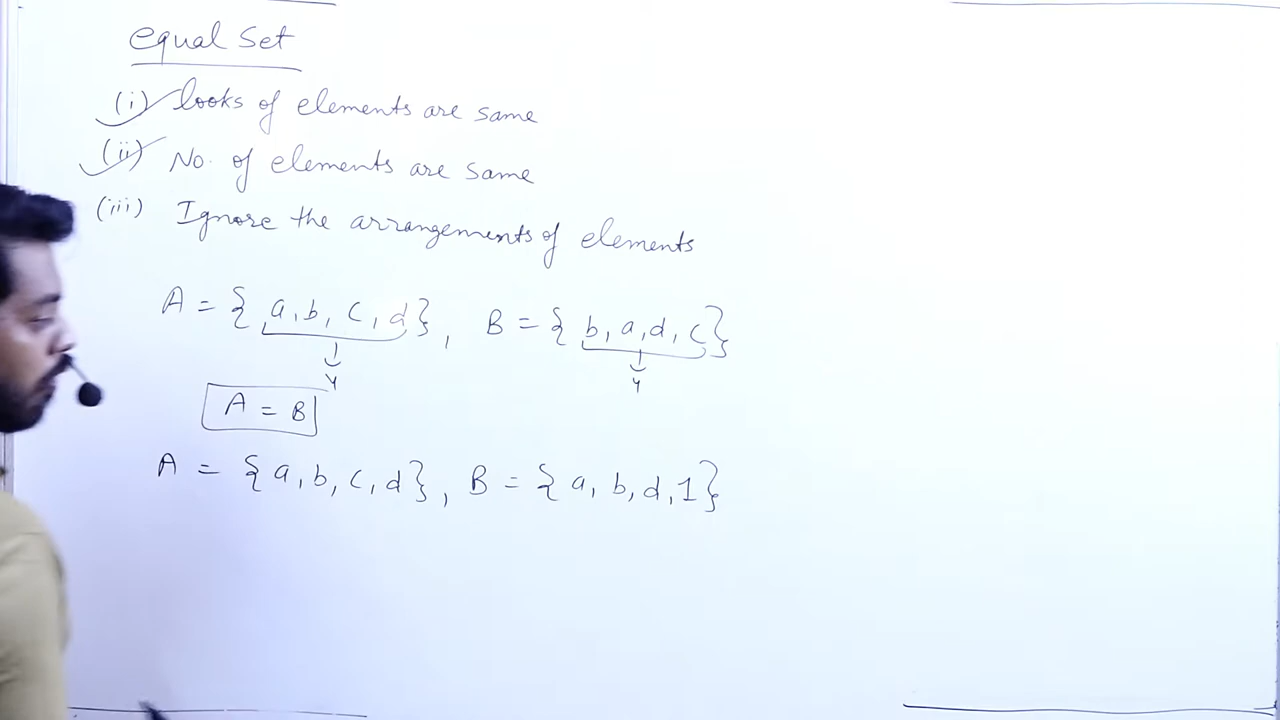 equal Set
(i) looks of elements are same
(ii) No. of elements are same
(iii) Ignore the arrangements of elements
A = { a, b, c, d } , B = { b, a, d, c }
4 4
A = B
A = { a, b, c, d } , B = { a, b, d, 1 }